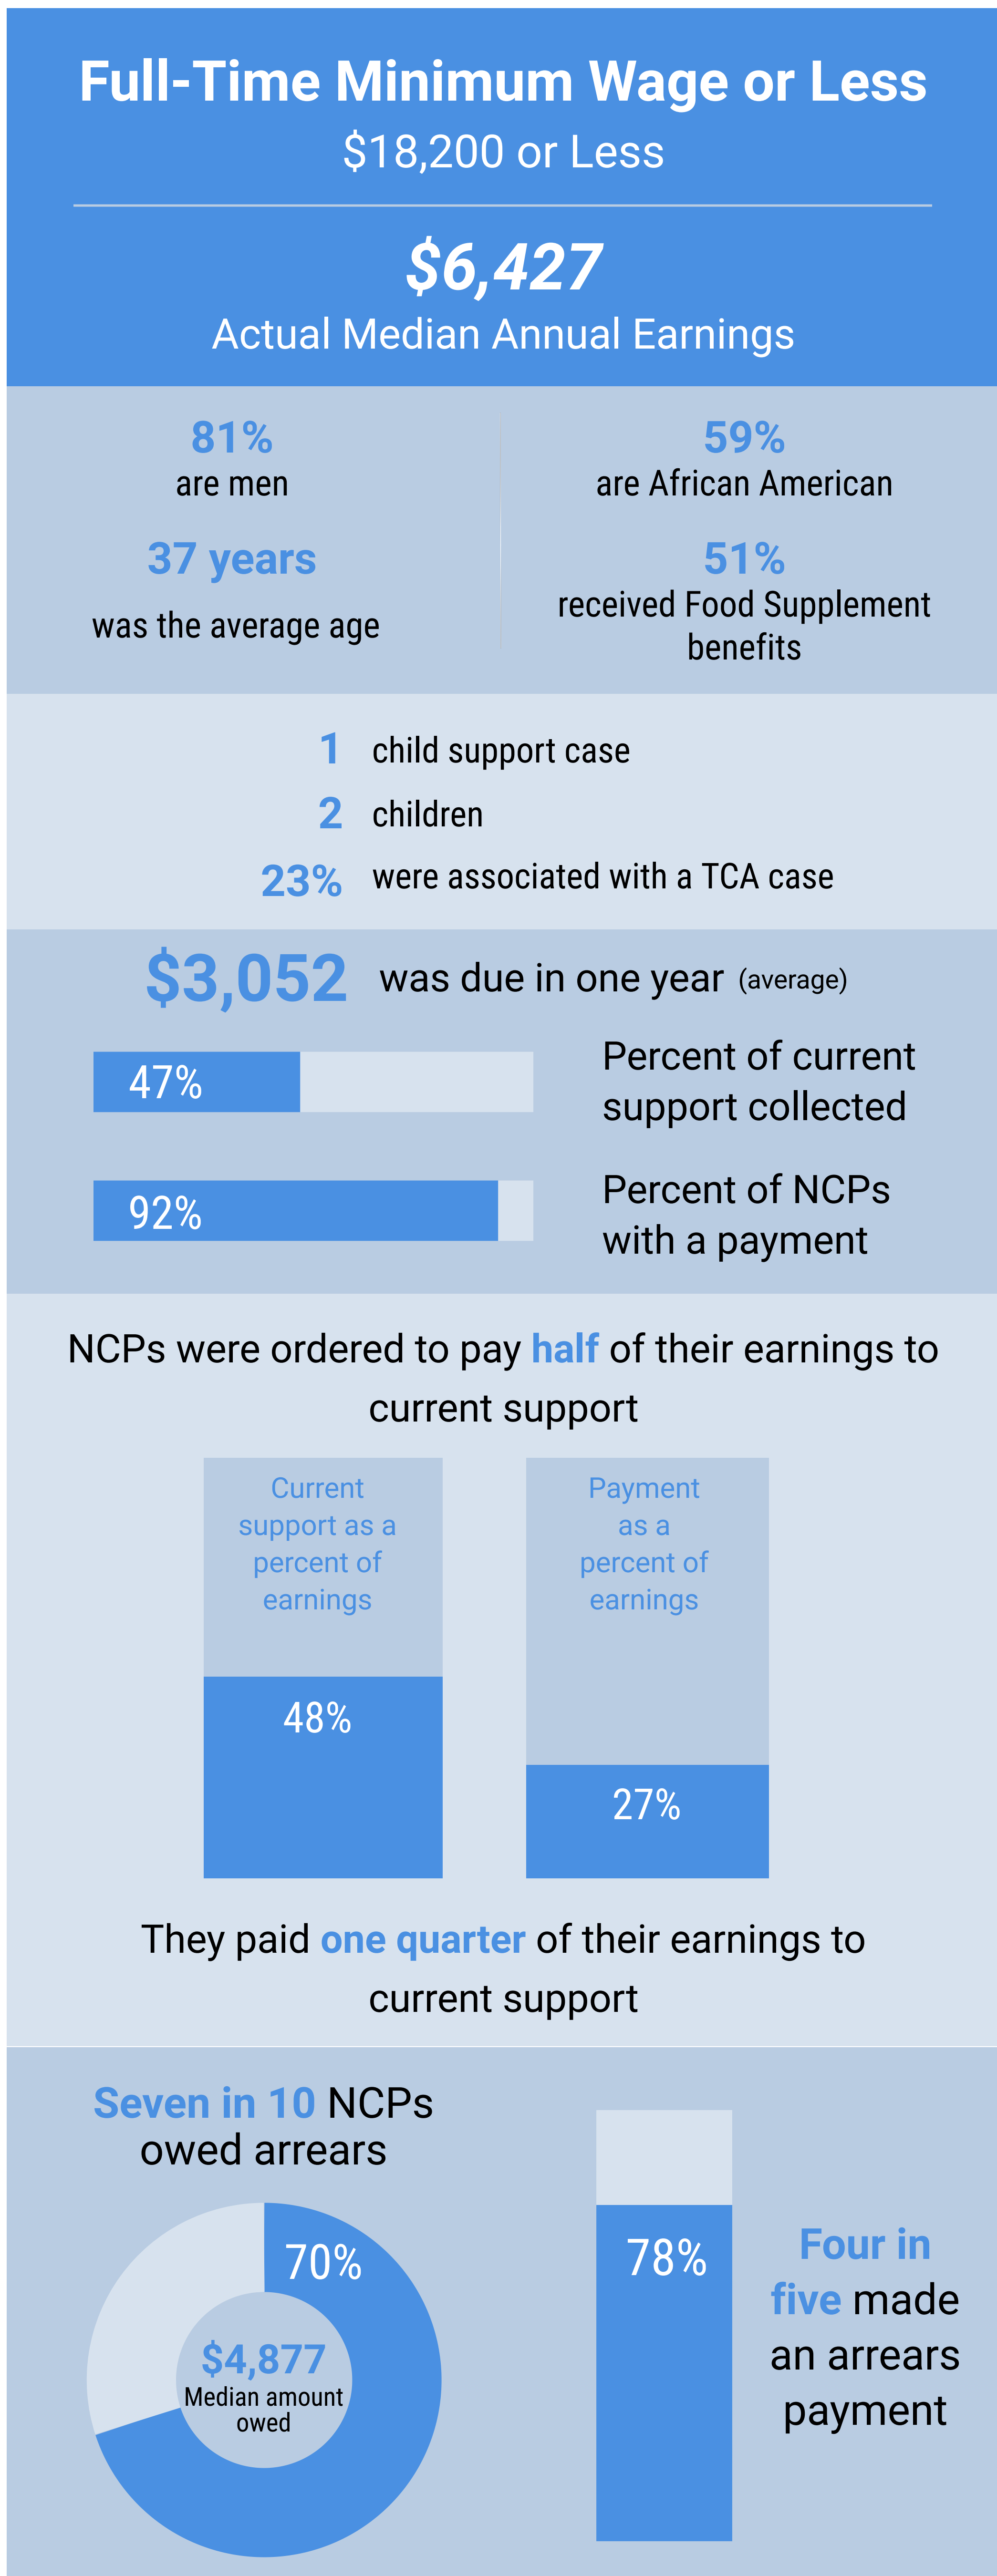 Full-Time Minimum Wage or Less
$18,200 or Less
$6,427
Actual Median Annual Earnings
81%
are men
37 years
was the average age
59%
are African American
51%
received Food Supplement
benefits
1 child support case
2 children
23% were associated with a TCA case
$3,052 was due in one year (average)
47%
Percent of current
support collected
92%
Percent of NCPs
with a payment
NCPs were ordered to pay half of their earnings to
current support
Current
support as a
percent of
earnings
48%
Payment
as a
percent of
earnings
27%
They paid one quarter of their earnings to
current support
Seven in 10 NCPs
owed arrears
70%
$4,877
Median amount
owed
78%
Four in
five made
an arrears
payment